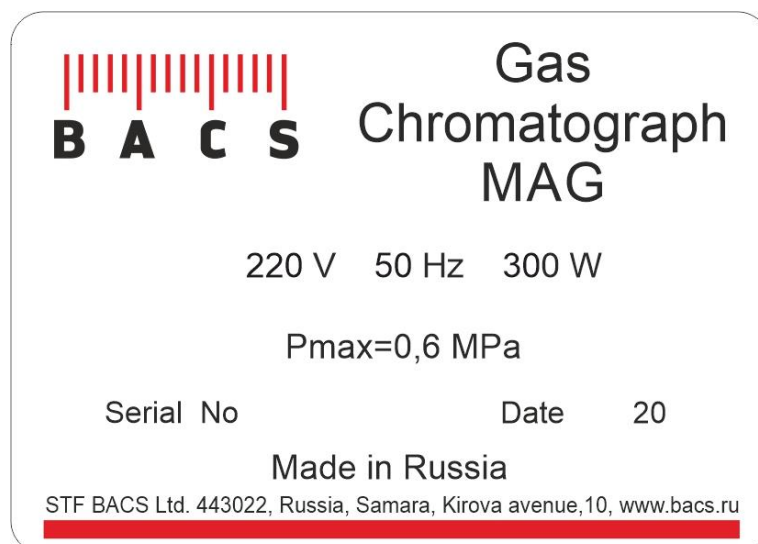 BACS
Gas
Chromatograph
MAG
220 V 50 Hz 300 W
Pmax=0,6 MPa
Serial No Date 20
Made in Russia
STF BACS Ltd. 443022, Russia, Samara, Kirova avenue,10, www.bacs.ru